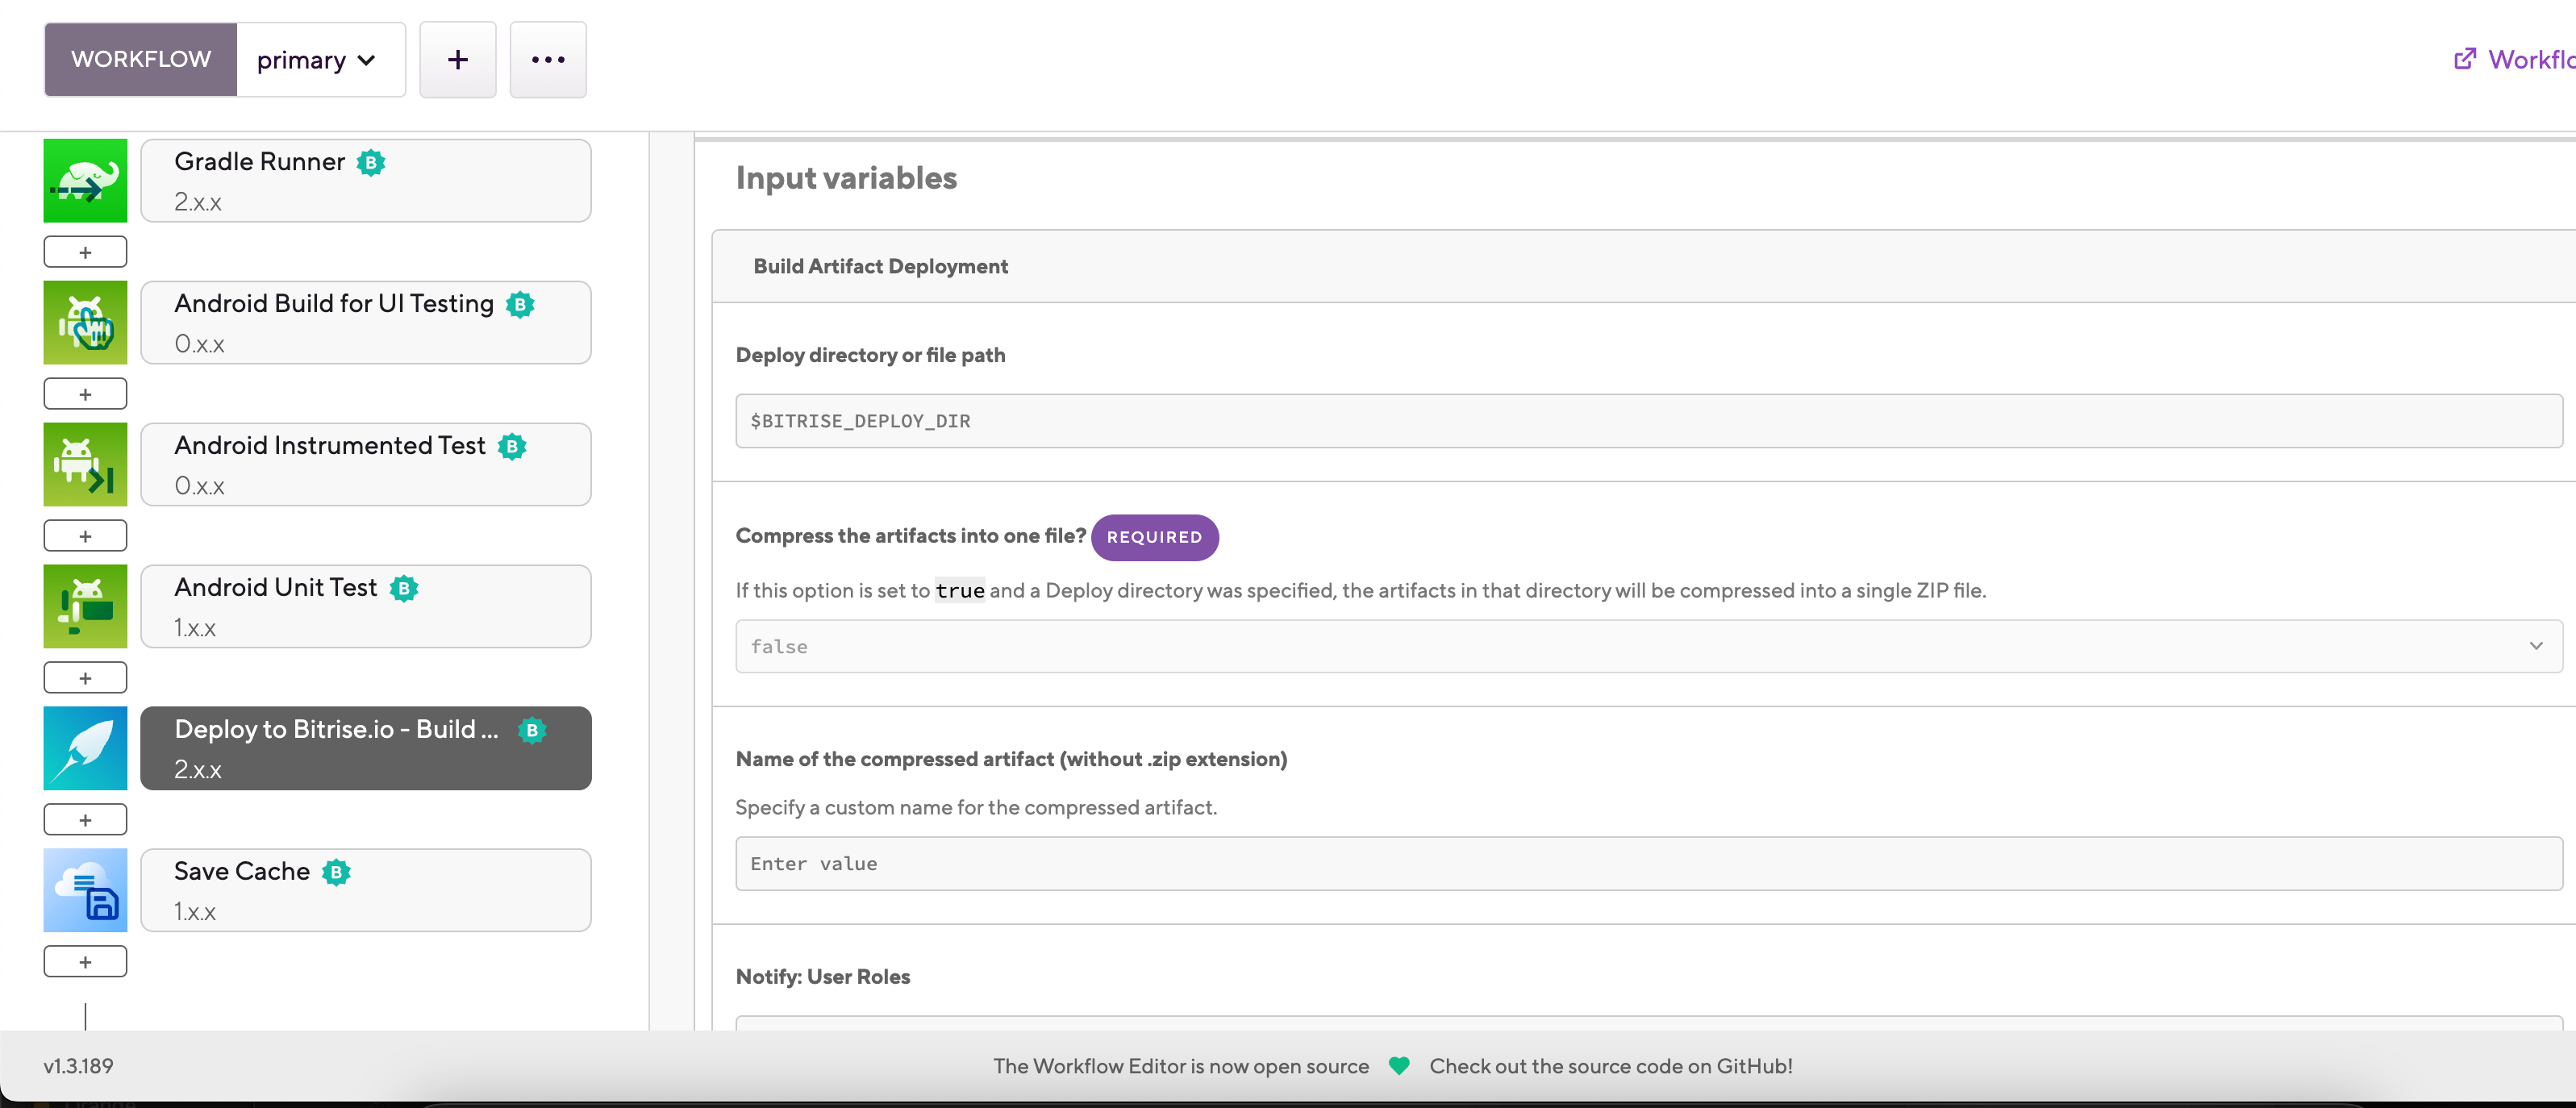 WORKFLOW primary
Workflo
Gradle Runner B
2.x.x
+
Android Build for UI Testing B
0.x.x
+
Android Instrumented Test B
0.x.x
+
Android Unit Test B
1.x.x
+
Deploy to Bitrise.io - Build ... B
2.x.x
+
Save Cache B
1.x.x
+
Input variables
Build Artifact Deployment
Deploy directory or file path
$BITRISE_DEPLOY_DIR
Compress the artifacts into one file? REQUIRED
If this option is set to true and a Deploy directory was specified, the artifacts in that directory will be compressed into a single ZIP file.
false
Name of the compressed artifact (without .zip extension)
Specify a custom name for the compressed artifact.
Enter value
Notify: User Roles
v1.3.189
The Workflow Editor is now open source Check out the source code on GitHub!